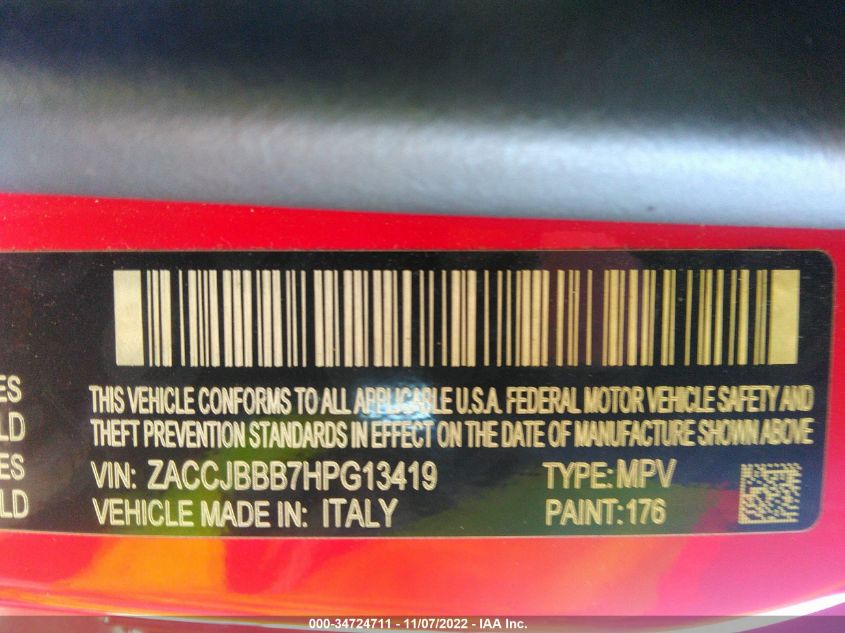 THIS VEHICLE CONFORMS TO ALL APPLICABLE U.S.A. FEDERAL MOTOR VEHICLE SAFETY AND
THEFT PREVENTION STANDARDS IN EFFECT ON THE DATE OF MANUFACTURE SHOWN ABOVE
VIN: ZACCJBBB7HPG13419 TYPE: MPV
VEHICLE MADE IN: ITALY PAINT: 176
ES
LD
ES
LD
000-34724711 - 11/07/2022 - IAA Inc.